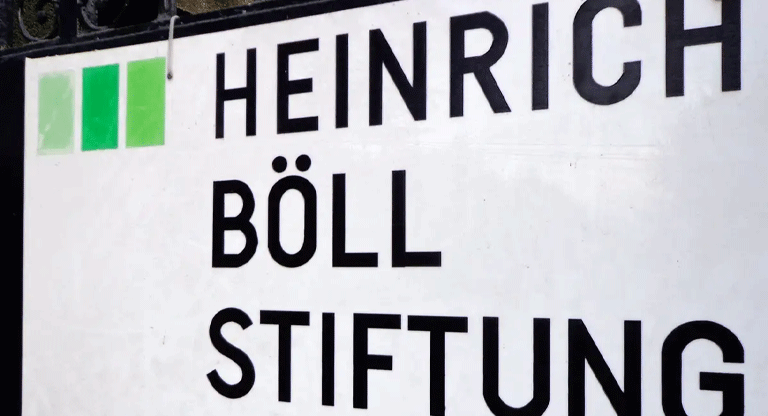 HEINRICH
BÖLL
STIFTUNG